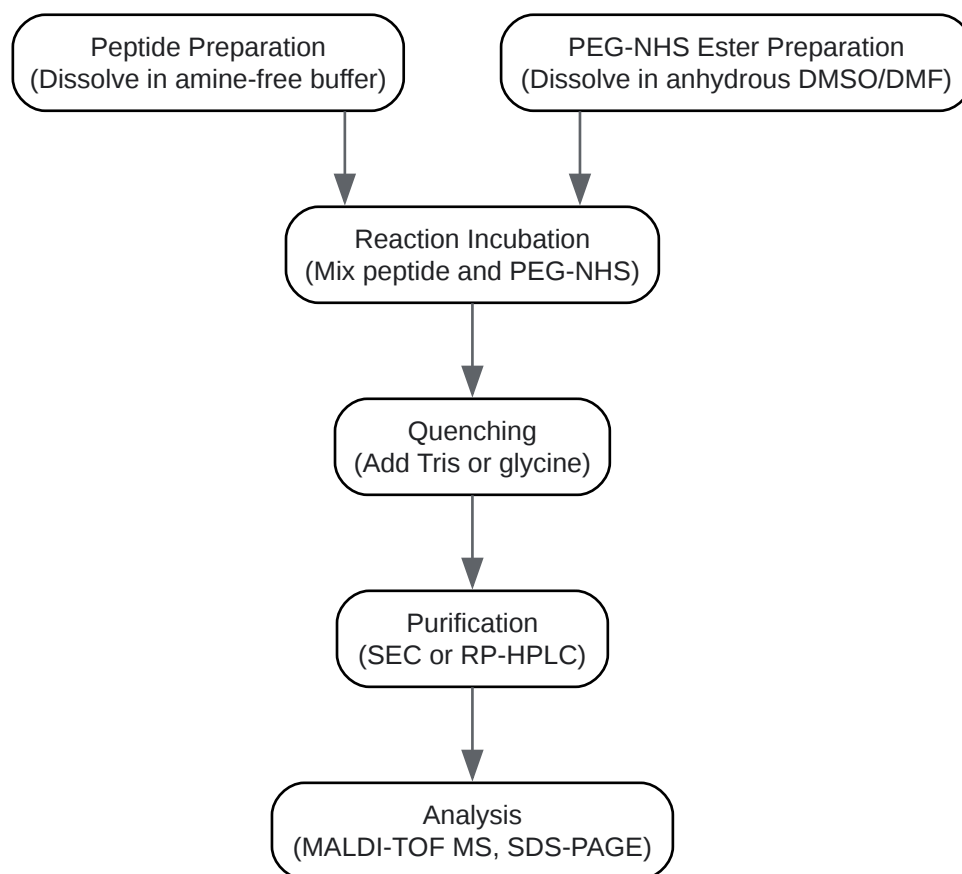 Peptide Preparation
(Dissolve in amine-free buffer)
PEG-NHS Ester Preparation
(Dissolve in anhydrous DMSO/DMF)
Reaction Incubation
(Mix peptide and PEG-NHS)
Quenching
(Add Tris or glycine)
Purification
(SEC or RP-HPLC)
Analysis
(MALDI-TOF MS, SDS-PAGE)